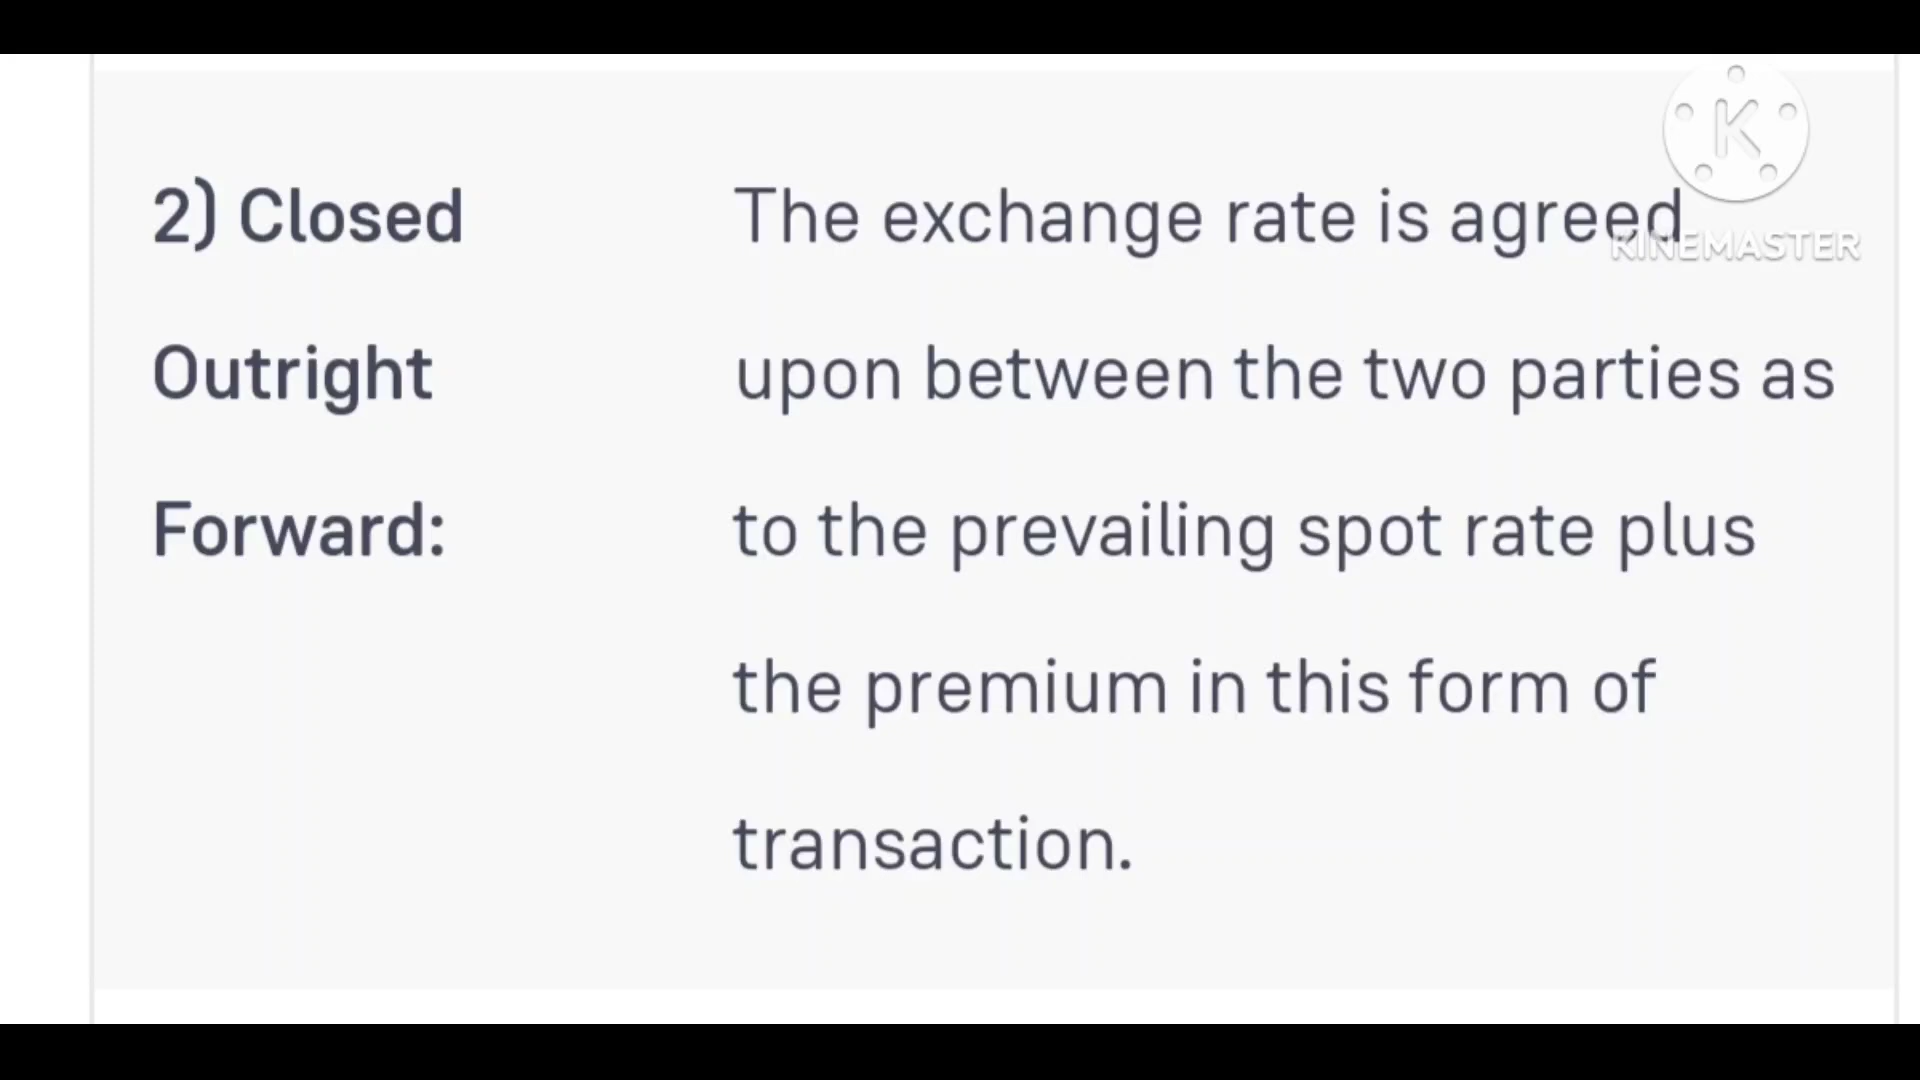 2) Closed
Outright
Forward:
The exchange rate is agreed
upon between the two parties as
to the prevailing spot rate plus
the premium in this form of
transaction.
K
KINEMASTER